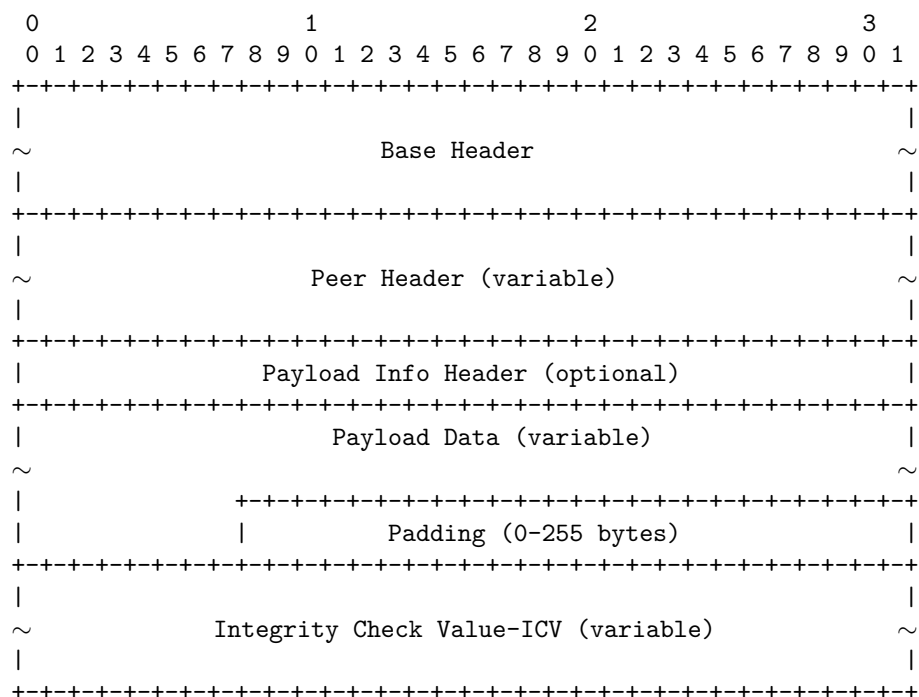 0                   1                   2                   3
 0 1 2 3 4 5 6 7 8 9 0 1 2 3 4 5 6 7 8 9 0 1 2 3 4 5 6 7 8 9 0 1
+-+-+-+-+-+-+-+-+-+-+-+-+-+-+-+-+-+-+-+-+-+-+-+-+-+-+-+-+-+-+-+-+
|                                                               |
∼                         Base Header                           ∼
|                                                               |
+-+-+-+-+-+-+-+-+-+-+-+-+-+-+-+-+-+-+-+-+-+-+-+-+-+-+-+-+-+-+-+-+
|                                                               |
∼                    Peer Header (variable)                     ∼
|                                                               |
+-+-+-+-+-+-+-+-+-+-+-+-+-+-+-+-+-+-+-+-+-+-+-+-+-+-+-+-+-+-+-+-+
|                 Payload Info Header (optional)                |
+-+-+-+-+-+-+-+-+-+-+-+-+-+-+-+-+-+-+-+-+-+-+-+-+-+-+-+-+-+-+-+-+
|                      Payload Data (variable)                  |
∼                                                               ∼
|               +-+-+-+-+-+-+-+-+-+-+-+-+-+-+-+-+-+-+-+-+-+-+-+-+
|               |          Padding (0-255 bytes)                |
+-+-+-+-+-+-+-+-+-+-+-+-+-+-+-+-+-+-+-+-+-+-+-+-+-+-+-+-+-+-+-+-+
|                                                               |
∼             Integrity Check Value-ICV (variable)              ∼
|                                                               |
+-+-+-+-+-+-+-+-+-+-+-+-+-+-+-+-+-+-+-+-+-+-+-+-+-+-+-+-+-+-+-+-+